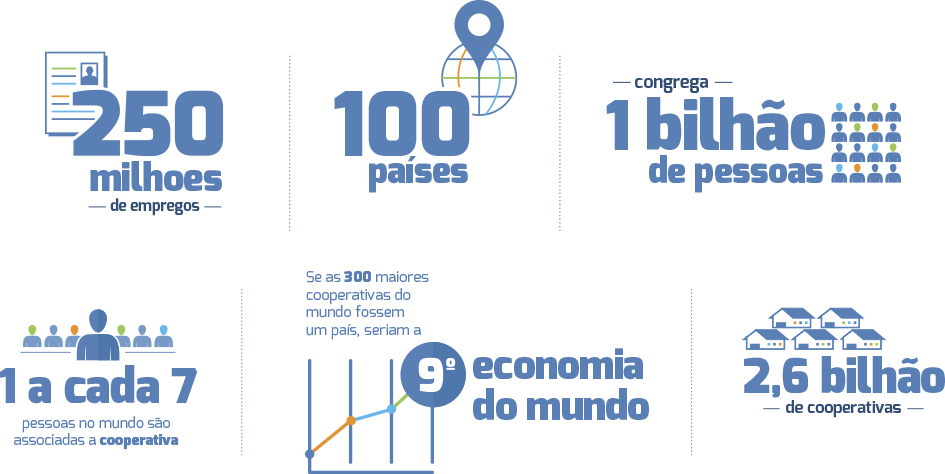 250
milhoes
de empregos
100
países
congrega
1 bilhão
de pessoas
1 a cada 7
pessoas no mundo são
associadas a cooperativa
Se as 300 maiores
cooperativas do
mundo fossem
um país, seriam a
9º
economia
do mundo
2,6 bilhão
de cooperativas